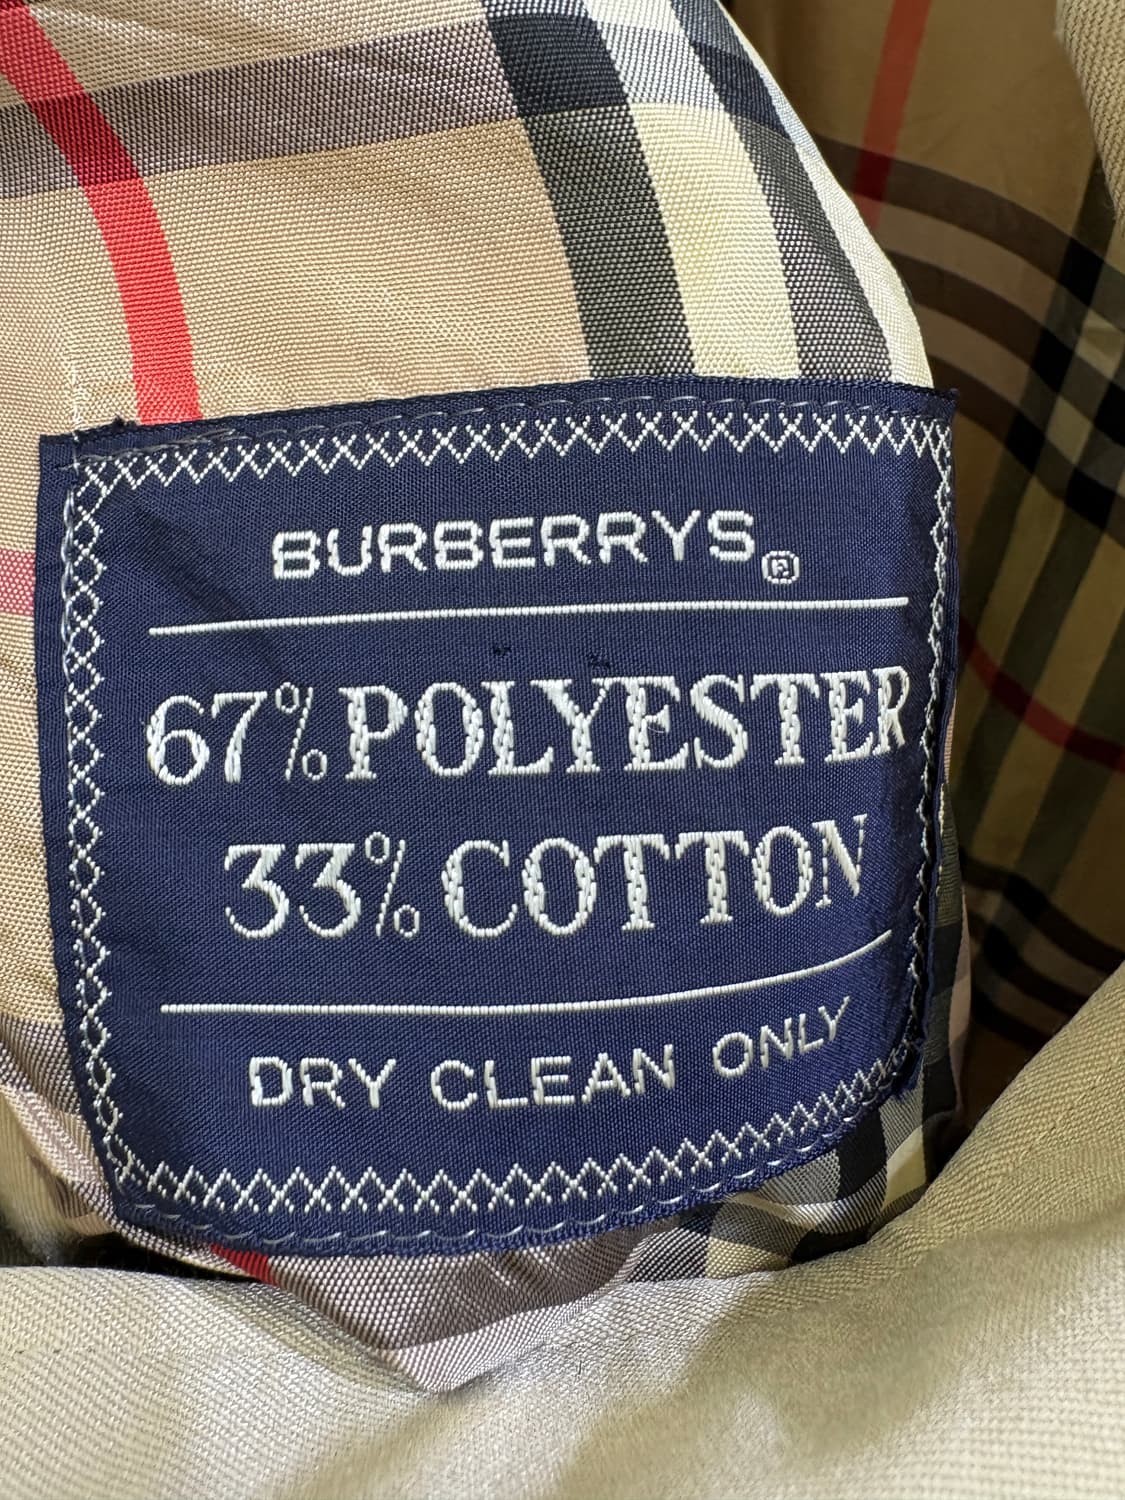 BURBERRYS®
67% POLYESTER
33% COTTON
DRY CLEAN ONLY